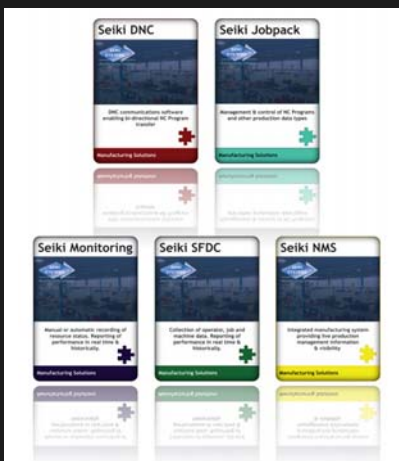 Seiki DNC
DNC communications software
enabling bi-directional NC Program
transfer
Manufacturing Solutions
Seiki Jobpack
Management & control of NC Programs
and other production data types
Manufacturing Solutions
Seiki Monitoring
Manual or automatic recording of
resource status. Reporting of
performance in real time &
historically.
Manufacturing Solutions
Seiki SFDC
Collection of operator, job and
machine data. Reporting of
performance in real time &
historically.
Manufacturing Solutions
Seiki NMS
Integrated manufacturing system
providing live production
management information
& visibility
Manufacturing Solutions